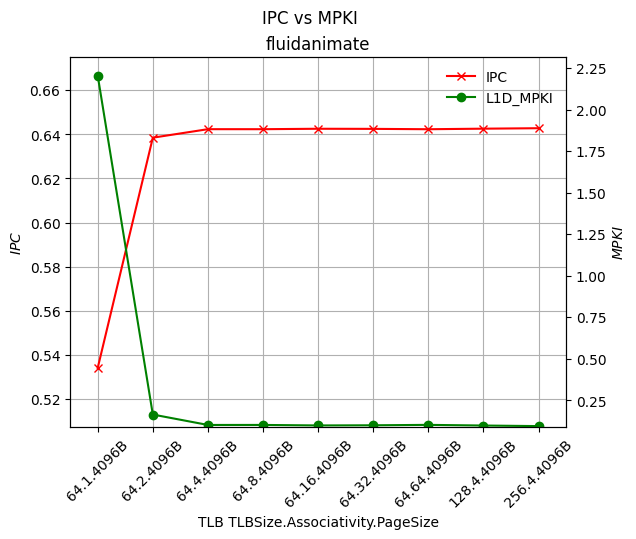 IPC vs MPKI
fluidanimate
IPC
L1D_MPKI
0.66
0.64
0.62
0.60
0.58
0.56
0.54
0.52
IPC
2.25
2.00
1.75
1.50
1.25
1.00
0.75
0.50
0.25
MPKI
64.1.4096B
64.2.4096B
64.4.4096B
64.8.4096B
64.16.4096B
64.32.4096B
64.64.4096B
128.4.4096B
256.4.4096B
TLB TLBSize.Associativity.PageSize